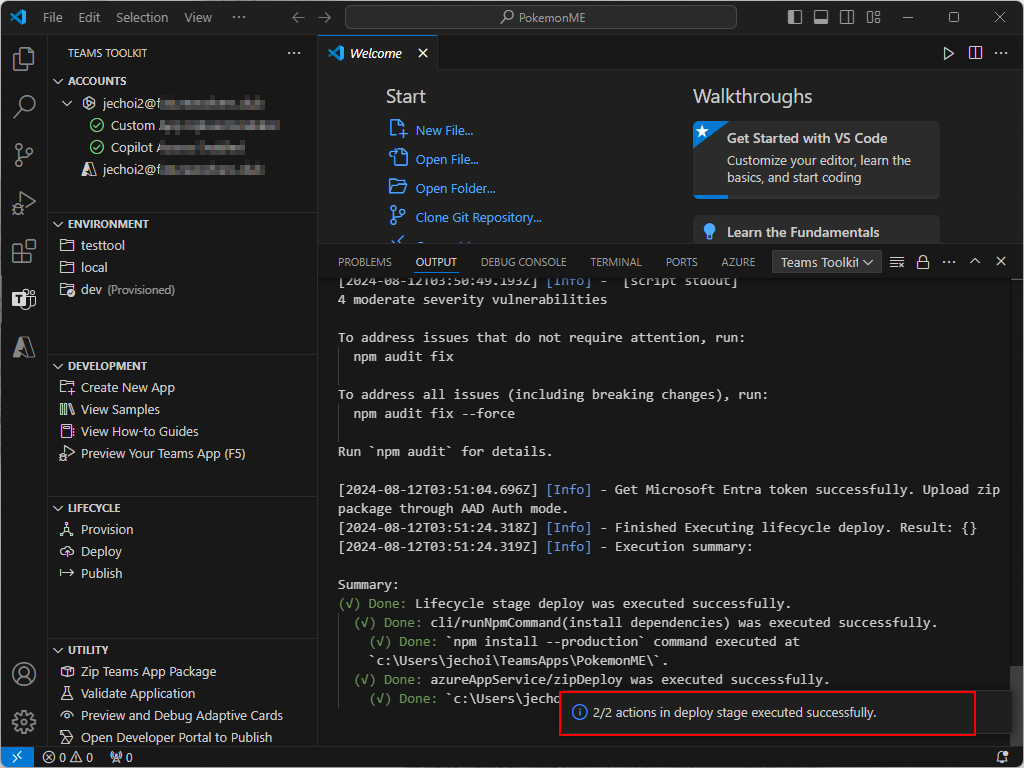 File Edit Selection View ··· PokemonME
TEAMS TOOLKIT
ACCOUNTS
jechoi2@
Custom
Copilot
jechoi2@
ENVIRONMENT
testtool
local
dev (Provisioned)
DEVELOPMENT
Create New App
View Samples
View How-to Guides
Preview Your Teams App (F5)
LIFECYCLE
Provision
Deploy
Publish
UTILITY
Zip Teams App Package
Validate Application
Preview and Debug Adaptive Cards
Open Developer Portal to Publish
Welcome
Start
New File...
Open File...
Open Folder...
Clone Git Repository...
Walkthroughs
Get Started with VS Code
Customize your editor, learn the
basics, and start coding
Learn the Fundamentals
PROBLEMS OUTPUT DEBUG CONSOLE TERMINAL PORTS AZURE Teams Toolkit
[2024-08-12T03:50:49.193Z] [Info] - [script stdout]
4 moderate severity vulnerabilities
To address issues that do not require attention, run:
npm audit fix
To address all issues (including breaking changes), run:
npm audit fix --force
Run `npm audit` for details.
[2024-08-12T03:51:04.696Z] [Info] - Get Microsoft Entra token successfully. Upload zip
package through AAD Auth mode.
[2024-08-12T03:51:24.318Z] [Info] - Finished Executing lifecycle deploy. Result: {}
[2024-08-12T03:51:24.319Z] [Info] - Execution summary:
Summary:
(√) Done: Lifecycle stage deploy was executed successfully.
(√) Done: cli/runNpmCommand(install dependencies) was executed successfully.
(√) Done: `npm install --production` command executed at
`c:\Users\jechoi\TeamsApps\PokemonME\`.
(√) Done: azureAppService/zipDeploy was executed successfully.
(√) Done: `c:\Users\jecho
2/2 actions in deploy stage executed successfully.
0 0 0